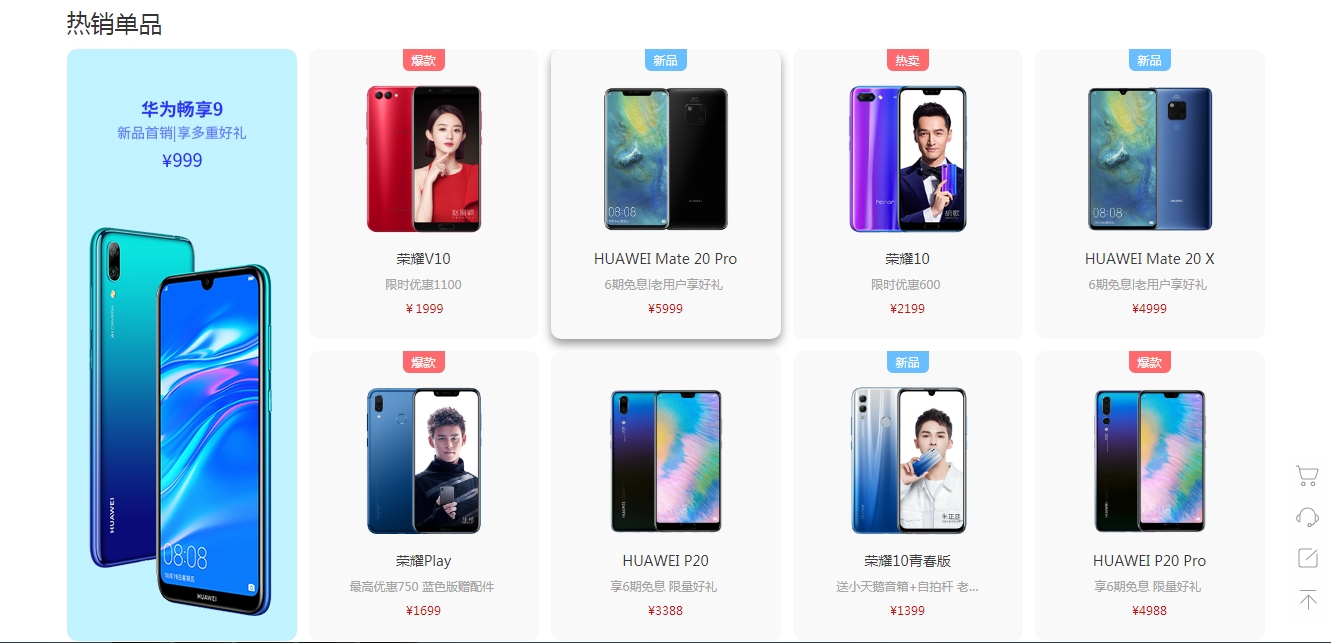 热销单品
华为畅享9
新品首销|享多重好礼
¥999
HUAWEI
08:08
HUAWEI
爆款
荣耀V10
限时优惠1100
¥ 1999
新品
08:08
HUAWEI Mate 20 Pro
6期免息|老用户享好礼
¥5999
热卖
honor
胡歌
荣耀10
限时优惠600
¥2199
新品
08:08
HUAWEI Mate 20 X
6期免息|老用户享好礼
¥4999
爆款
荣耀Play
最高优惠750 蓝色版赠配件
¥1699
HUAWEI P20
享6期免息 限量好礼
¥3388
新品
荣耀10青春版
送小天鹅音箱+自拍杆 老...
¥1399
爆款
HUAWEI P20 Pro
享6期免息 限量好礼
¥4988